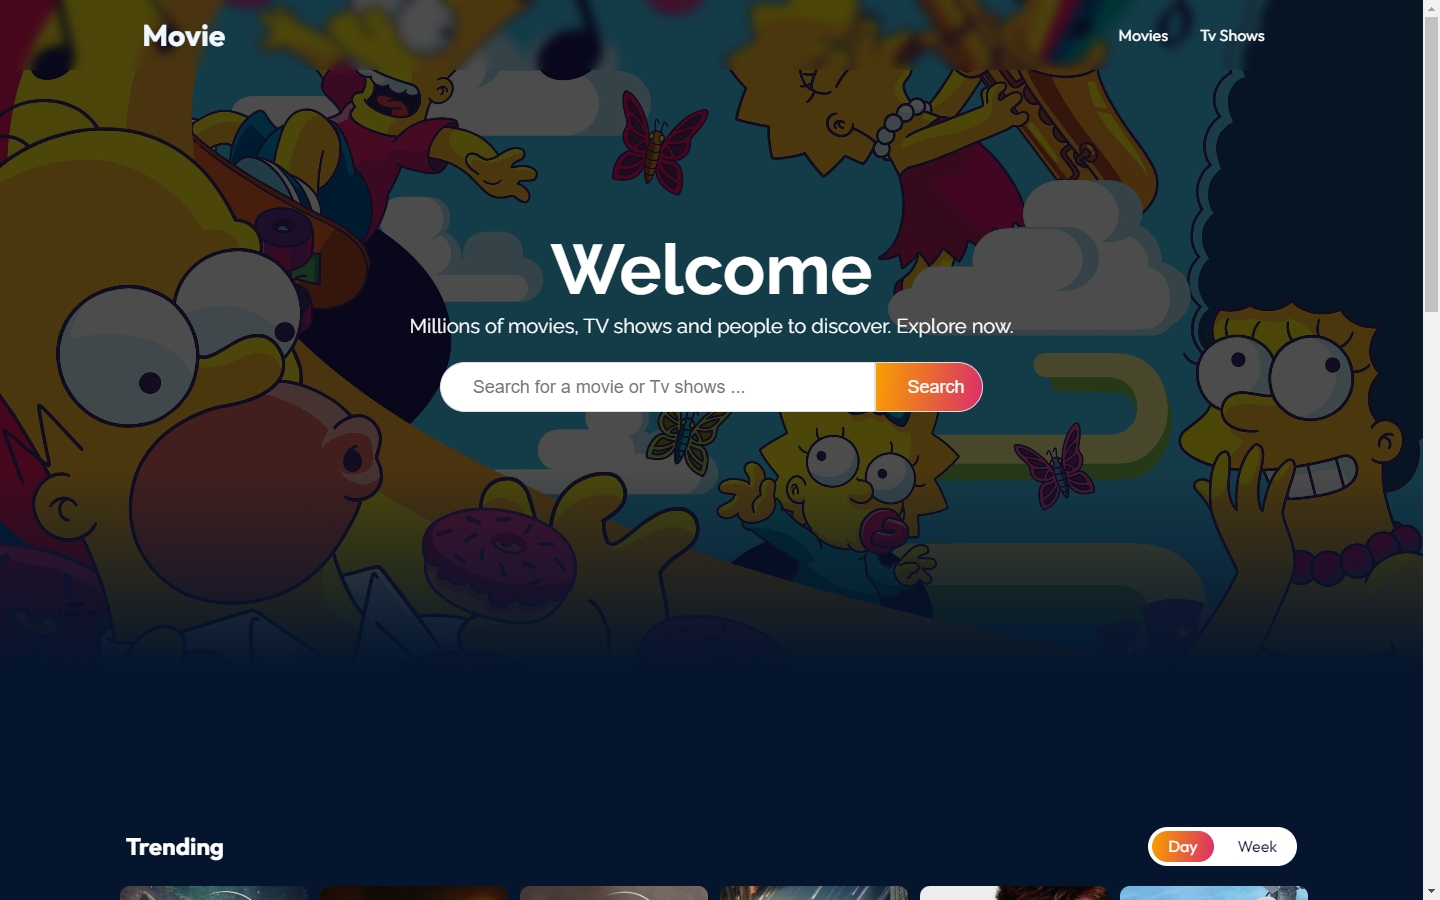 Movie
Movies
Tv Shows
Welcome
Millions of movies, TV shows and people to discover. Explore now.
Search for a movie or Tv shows ...
Search
Trending
Day
Week